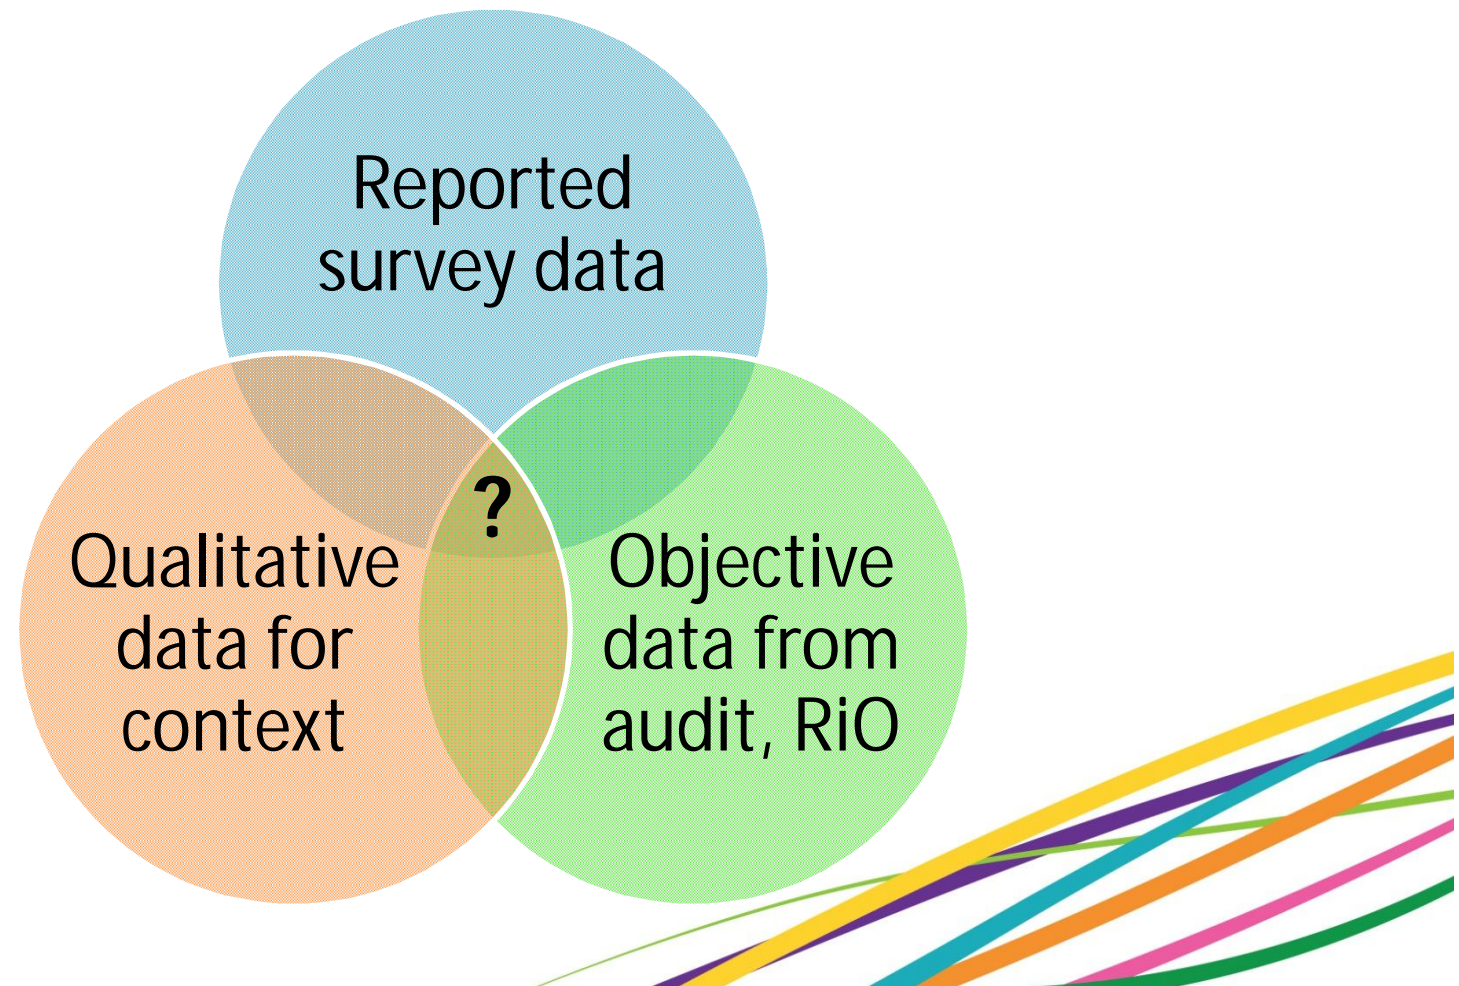 Reported
survey data
?
Qualitative
data for
context
Objective
data from
audit, RiO